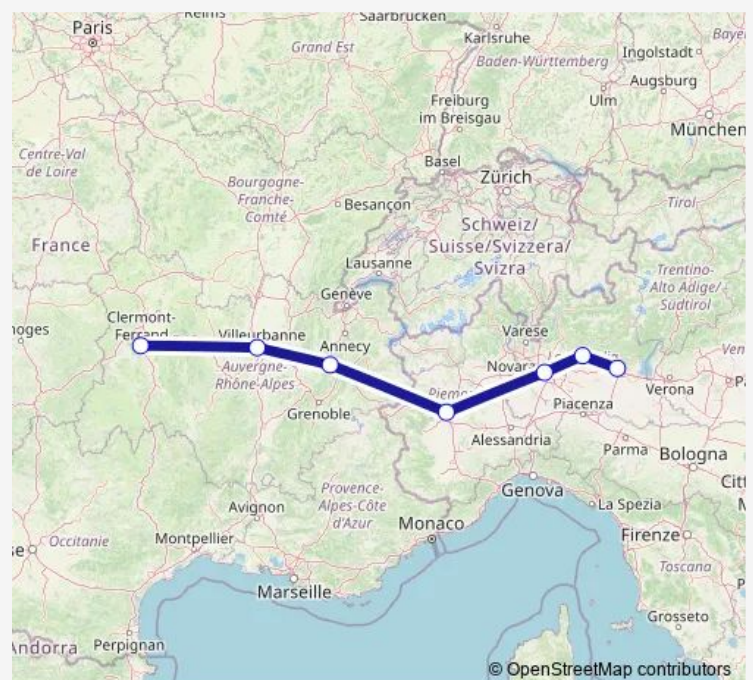 Saarbrücken
Reims
Paris
Karlsruhe
Grand Est
Baden-Württemberg
Ingolstadt
Augsburg
Ulm
Freiburg
im Breisgau
München
Centre-Val
de Loire
Basel
Zürich
Bourgogne-
Franche-
Comté
Besançon
Tirol
France
Schweiz/
Suisse/Svizzera/
Svizra
Lausanne
Trentino-
Alto Adige/
Südtirol
Genève
Clermont-
Ferrand
Villeurbanne
Annecy
Varese
Auvergne-
Rhône-Alpes
Novara
Verona
Grenoble
Piacenza
Alessandria
Parma
Bologna
Genova
Provence-
Alpes-Côte
d'Azur
Avignon
La Spezia
Monaco
Montpellier
Occitanie
Firenze
Toscana
Marseille
Grosseto
Perpignan
© OpenStreetMap contributors